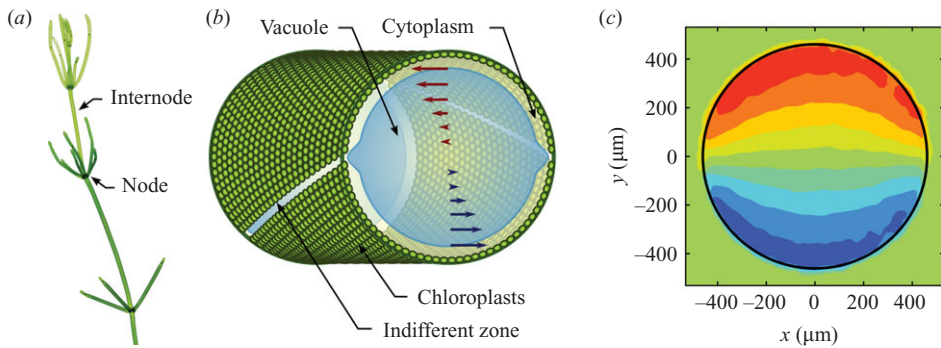 (a)
Internode
Node
(b)
Vacuole
Cytoplasm
Chloroplasts
Indifferent zone
(c)
y (μm)
400
200
0
–200
–400
–400 –200 0 200 400
x (μm)